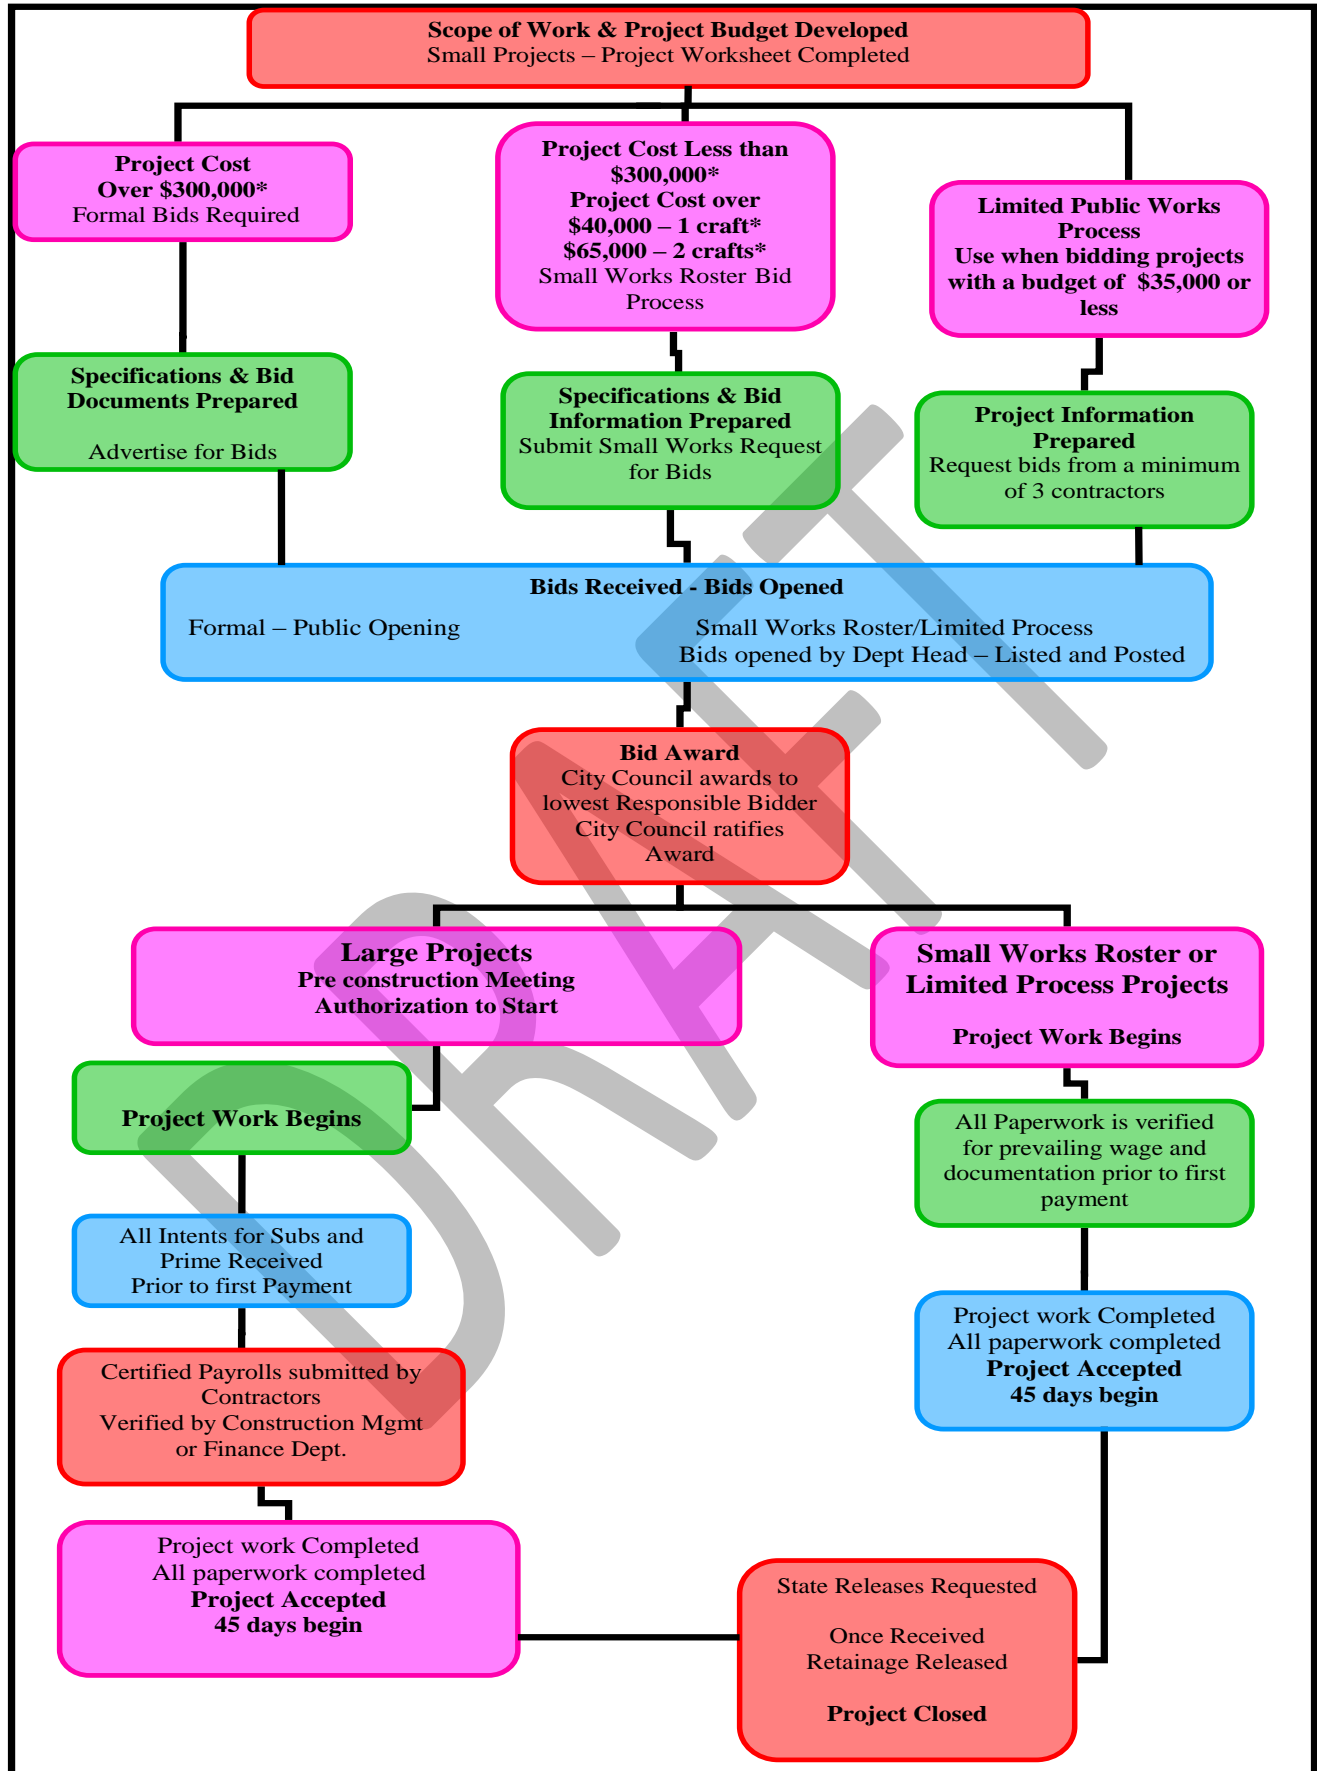 Scope of Work & Project Budget Developed
Small Projects – Project Worksheet Completed
Project Cost
Over $300,000*
Formal Bids Required
Project Cost Less than
$300,000*
Project Cost over
$40,000 – 1 craft*
$65,000 – 2 crafts*
Small Works Roster Bid
Process
Limited Public Works
Process
Use when bidding projects
with a budget of $35,000 or
less
Specifications & Bid
Documents Prepared
Advertise for Bids
Specifications & Bid
Information Prepared
Submit Small Works Request
for Bids
Project Information
Prepared
Request bids from a minimum
of 3 contractors
Bids Received - Bids Opened
Formal – Public Opening
Small Works Roster/Limited Process
Bids opened by Dept Head – Listed and Posted
Bid Award
City Council awards to
lowest Responsible Bidder
City Council ratifies
Award
Large Projects
Pre construction Meeting
Authorization to Start
Small Works Roster or
Limited Process Projects
Project Work Begins
Project Work Begins
All Paperwork is verified
for prevailing wage and
documentation prior to first
payment
All Intents for Subs and
Prime Received
Prior to first Payment
Project work Completed
All paperwork completed
Project Accepted
45 days begin
Certified Payrolls submitted by
Contractors
Verified by Construction Mgmt
or Finance Dept.
Project work Completed
All paperwork completed
Project Accepted
45 days begin
State Releases Requested
Once Received
Retainage Released
Project Closed
DRAFT